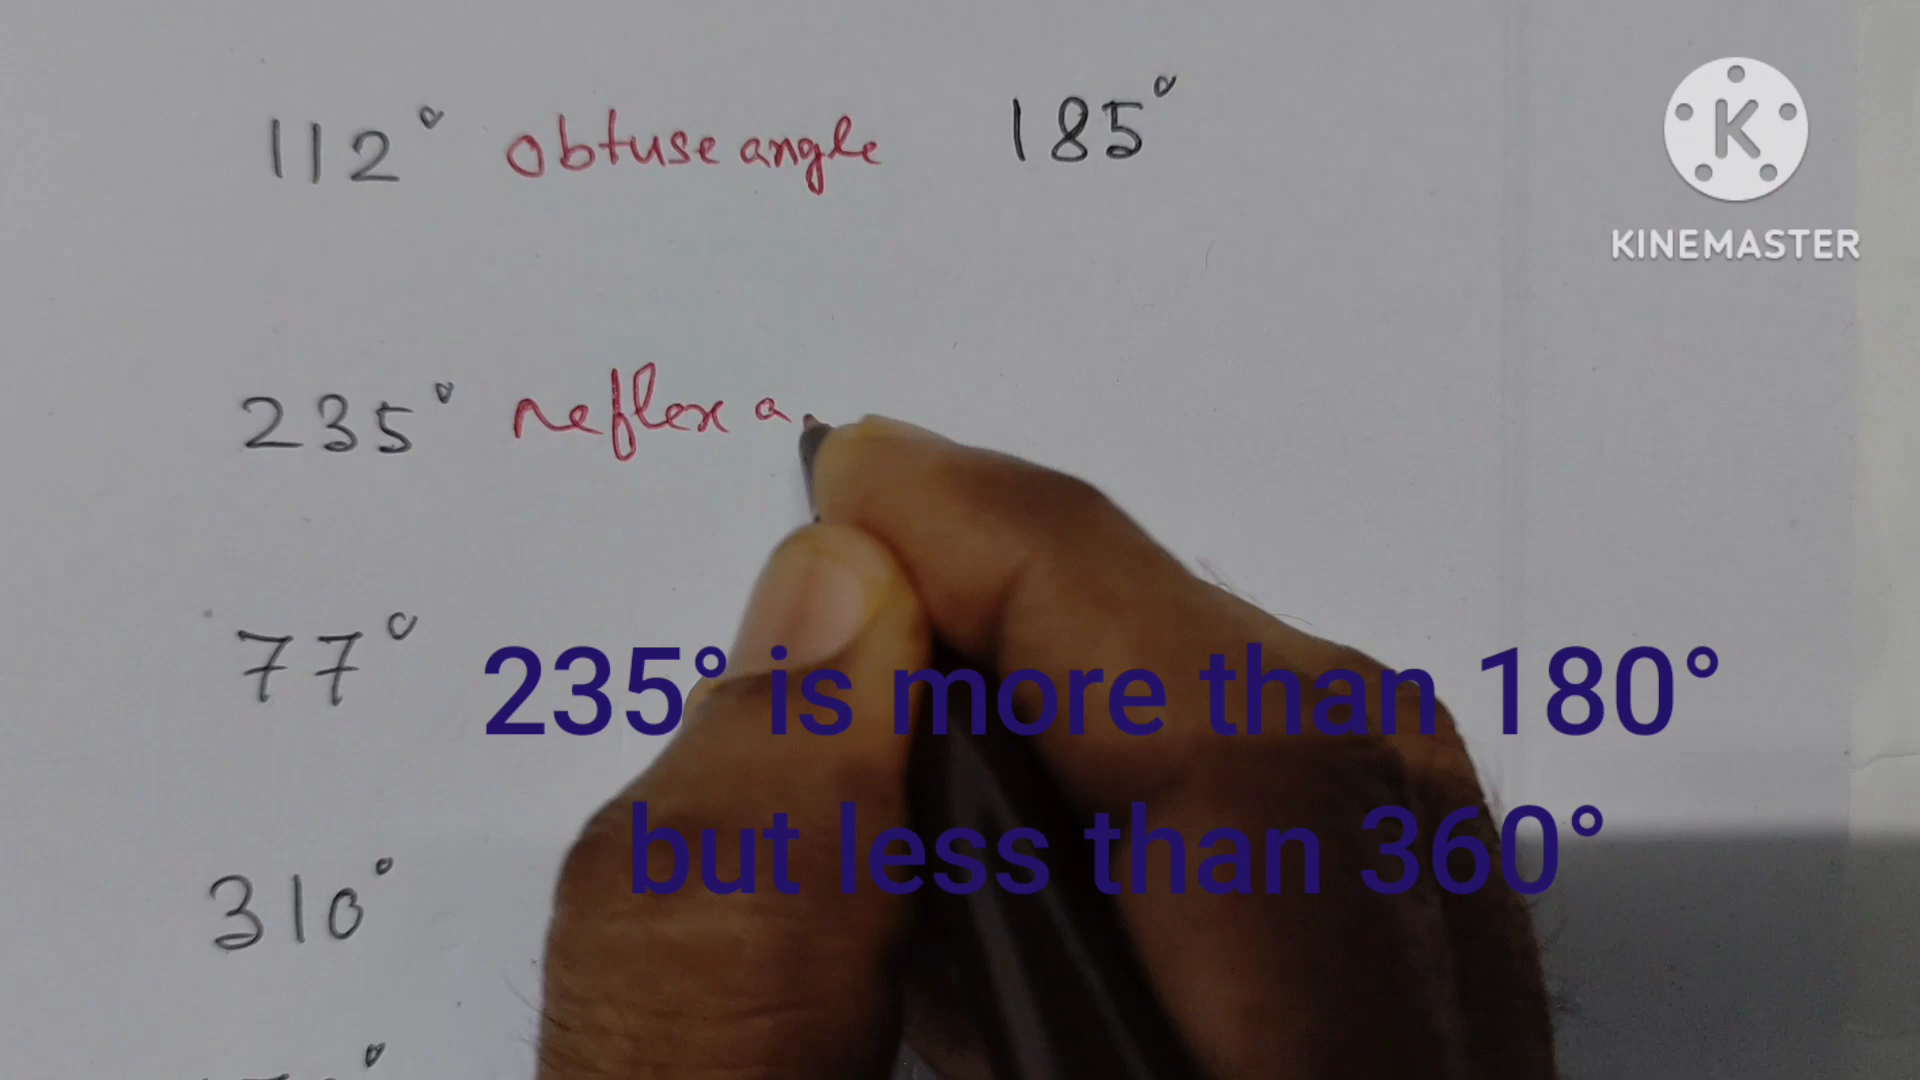 112° obtuse angle 185°
KINEMASTER
235° reflex a
77°
235° is more than 180°
but less than 360°
310°